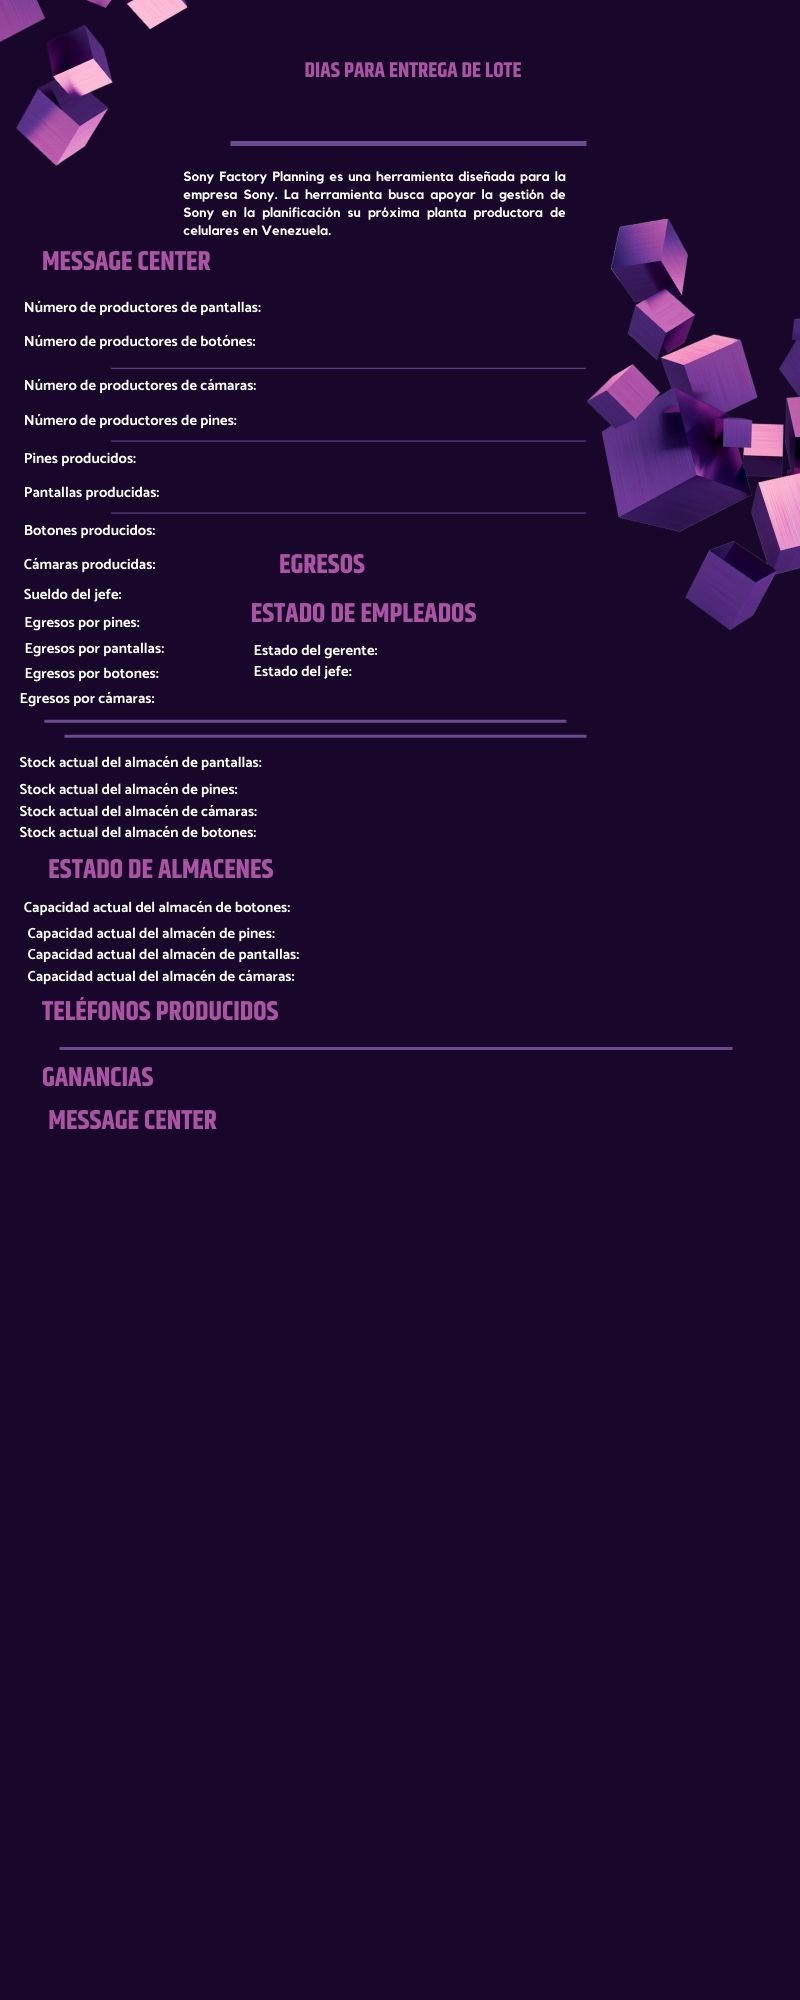 DIAS PARA ENTREGA DE LOTE
Sony Factory Planning es una herramienta diseñada para la
empresa Sony. La herramienta busca apoyar la gestión de
Sony en la planificación su próxima planta productora de
celulares en Venezuela.
MESSAGE CENTER
Número de productores de pantallas:
Número de productores de botónes:
Número de productores de cámaras:
Número de productores de pines:
Pines producidos:
Pantallas producidas:
Botones producidos:
Cámaras producidas:
EGRESOS
Sueldo del jefe:
ESTADO DE EMPLEADOS
Egresos por pines:
Egresos por pantallas:
Estado del gerente:
Egresos por botones:
Estado del jefe:
Egresos por cámaras:
Stock actual del almacén de pantallas:
Stock actual del almacén de pines:
Stock actual del almacén de cámaras:
Stock actual del almacén de botones:
ESTADO DE ALMACENES
Capacidad actual del almacén de botones:
Capacidad actual del almacén de pines:
Capacidad actual del almacén de pantallas:
Capacidad actual del almacén de cámaras:
TELÉFONOS PRODUCIDOS
GANANCIAS
MESSAGE CENTER